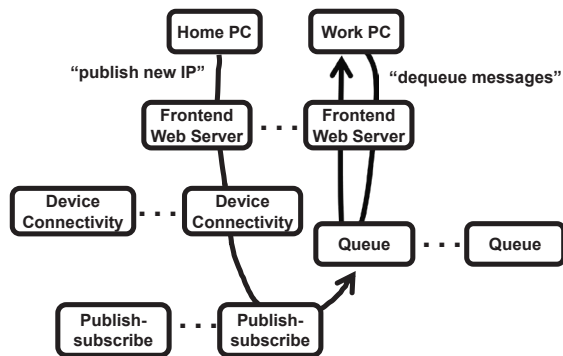 Home PC
Work PC
“publish new IP”
“dequeue messages”
Frontend
Web Server
. . .
Frontend
Web Server
Device
Connectivity
. . .
Device
Connectivity
Queue
. . .
Queue
Publish-
subscribe
. . .
Publish-
subscribe